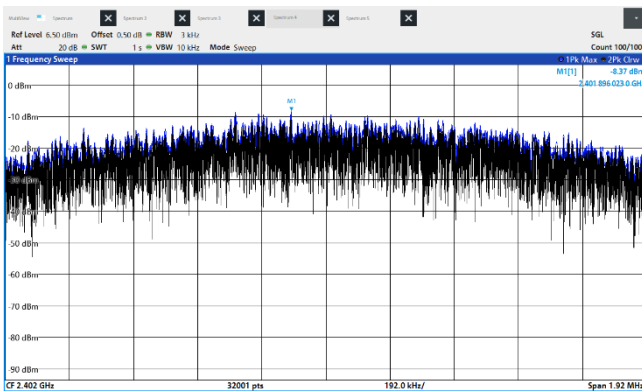 MultiView Spectrum Spectrum 2 Spectrum 3 Spectrum 4 Spectrum 5
Ref Level 6.50 dBm Offset 0.50 dB RBW 3 kHz SGL
Att 20 dB SWT 1 s VBW 10 kHz Mode Sweep Count 100/100
1 Frequency Sweep 1Pk Max 2Pk Clrw
M1[1] -8.37 dBm
2.401 896 023 0 GHz
0 dBm
M1
-10 dBm
-20 dBm
-30 dBm
-40 dBm
-50 dBm
-60 dBm
-70 dBm
-80 dBm
-90 dBm
CF 2.402 GHz 32001 pts 192.0 kHz/ Span 1.92 MHz